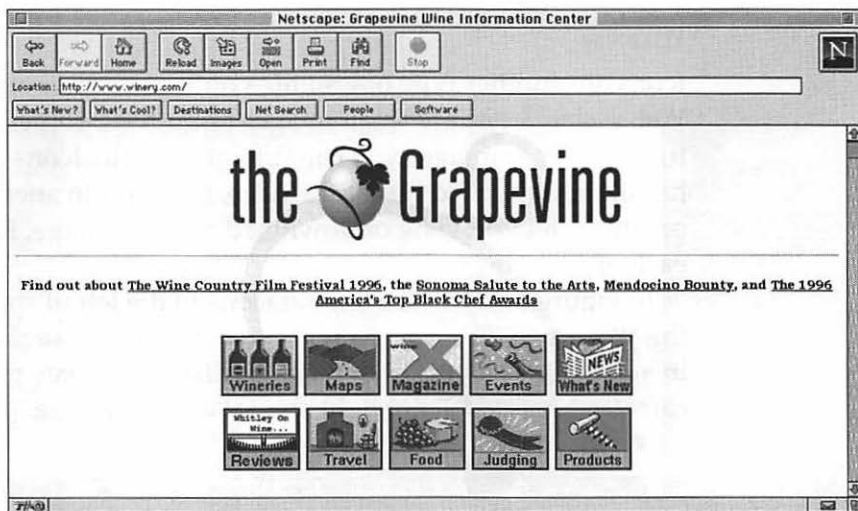 Netscape: Grapevine Wine Information Center
Back Forward Home Reload Images Open Print Find Stop
N
Location: http://www.winery.com/
What's New? What's Cool? Destinations Net Search People Software
the Grapevine
Find out about The Wine Country Film Festival 1996, the Sonoma Salute to the Arts, Mendocino Bounty, and The 1996
America's Top Black Chef Awards
wine X NEWS
Wineries Maps Magazine Events What's New
Whitley On
Wine...
Reviews Travel Food Judging Products